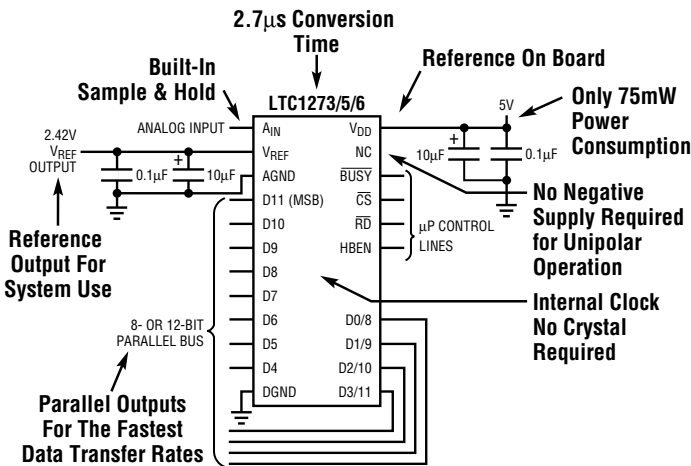 2.7μs Conversion
Time
Built-In
Sample & Hold
Reference On Board
LTC1273/5/6
5V
Only 75mW
Power
Consumption
ANALOG INPUT
AIN
VDD
2.42V
VREF
OUTPUT
VREF
NC
10μF
+
0.1μF
0.1μF
+
10μF
AGND
BUSY
D11 (MSB)
CS
No Negative
Supply Required
for Unipolar
Operation
D10
RD
μP CONTROL
LINES
Reference
Output For
System Use
D9
HBEN
D8
D7
Internal Clock
No Crystal
Required
8- OR 12-BIT
PARALLEL BUS
D6
D0/8
D5
D1/9
D4
D2/10
DGND
D3/11
Parallel Outputs
For The Fastest
Data Transfer Rates